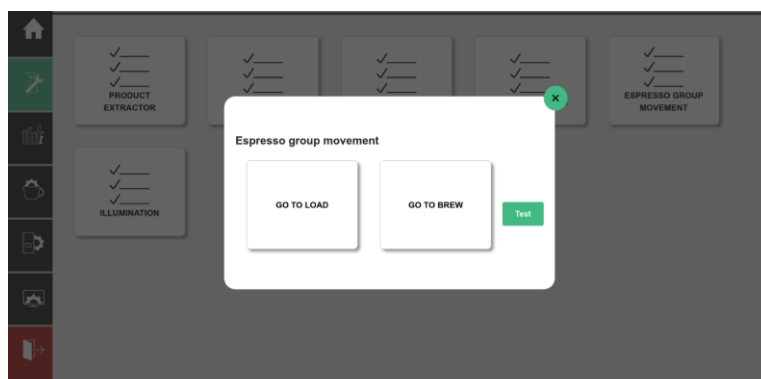 PRODUCT
EXTRACTOR
ESPRESSO GROUP
MOVEMENT
×
Espresso group movement
GO TO LOAD
GO TO BREW
Test
ILLUMINATION